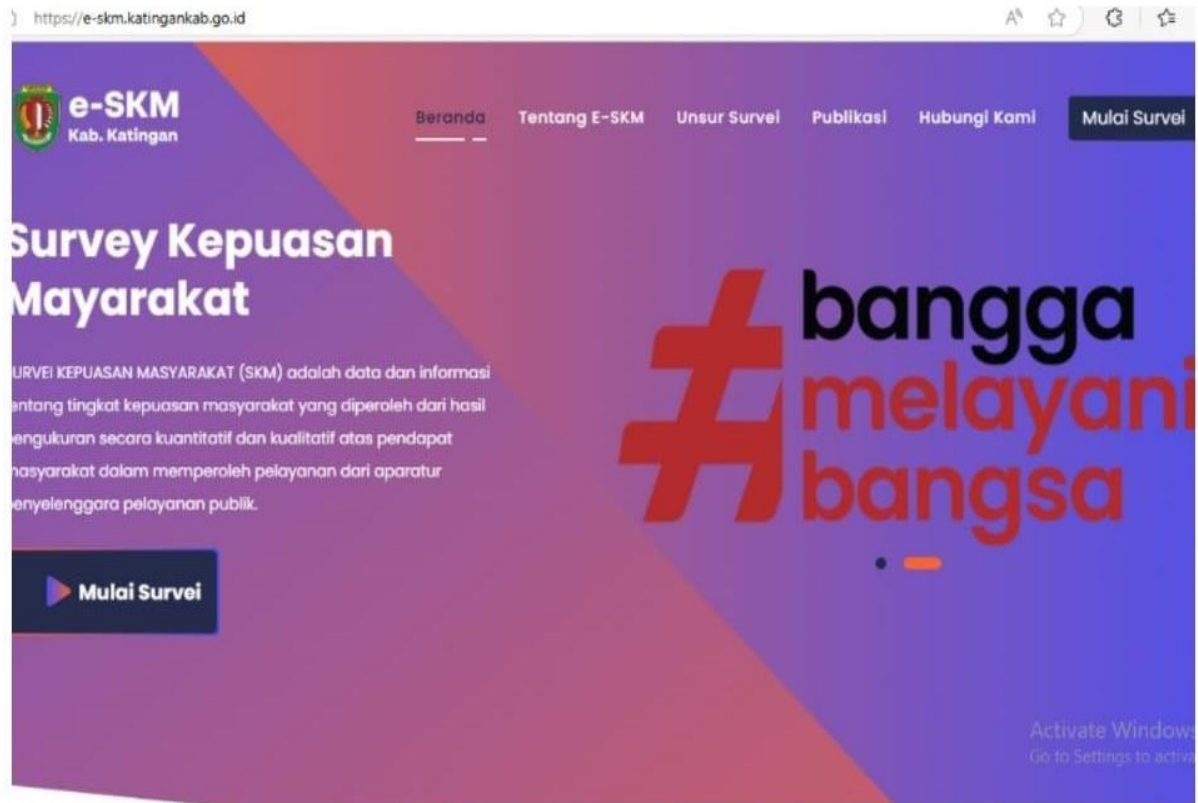 https://e-skm.katingankab.go.id
e-SKM
Kab. Katingan
Beranda
Tentang E-SKM
Unsur Survei
Publikasi
Hubungi Kami
Mulai Survei
Survey Kepuasan
Mayarakat
URVEI KEPUASAN MASYARAKAT (SKM) adalah data dan informasi
entang tingkat kepuasan masyarakat yang diperoleh dari hasil
engukuran secara kuantitatif dan kualitatif atas pendapat
asyarakat dalam memperoleh pelayanan dari aparatur
enyelenggara pelayanan publik.
Mulai Survei
#bangga
melayani
bangsa
Activate Windows
Go to Settings to activa